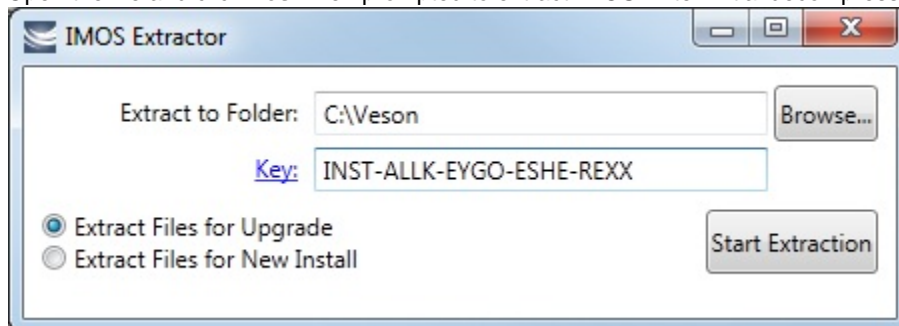 IMOS Extractor
Extract to Folder: C:\Veson Browse...
Key: INST-ALLK-EYGO-ESHE-REXX
Extract Files for Upgrade
Extract Files for New Install
Start Extraction